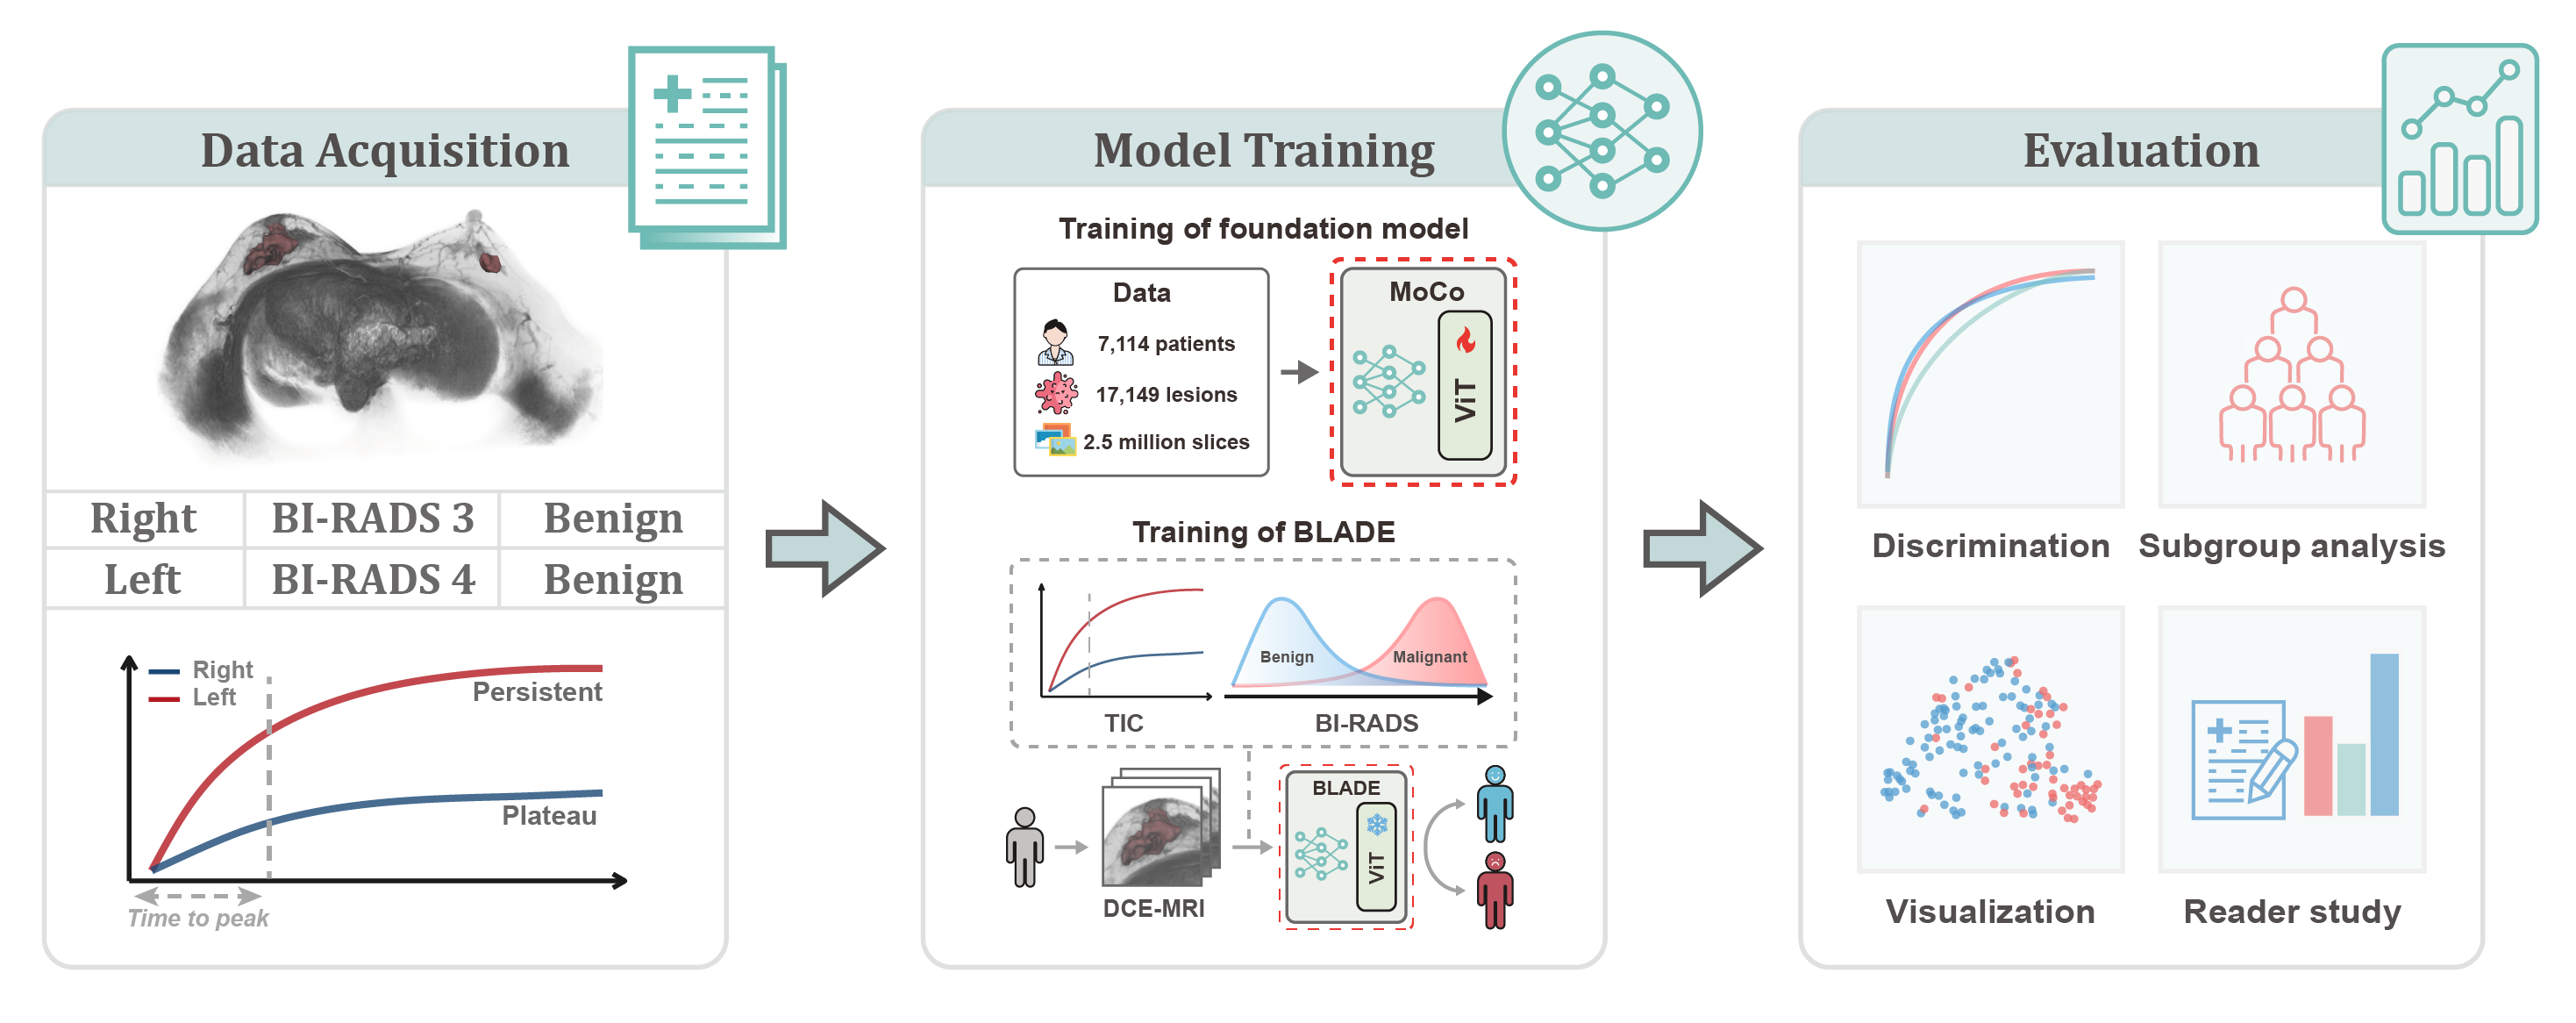 Data Acquisition
Right BI-RADS 3 Benign
Left BI-RADS 4 Benign
Right
Left
Persistent
Plateau
Time to peak
Model Training
Training of foundation model
Data
7,114 patients
17,149 lesions
2.5 million slices
MoCo
ViT
Training of BLADE
Benign
Malignant
TIC
BI-RADS
DCE-MRI
BLADE
ViT
Evaluation
Discrimination
Subgroup analysis
Visualization
Reader study